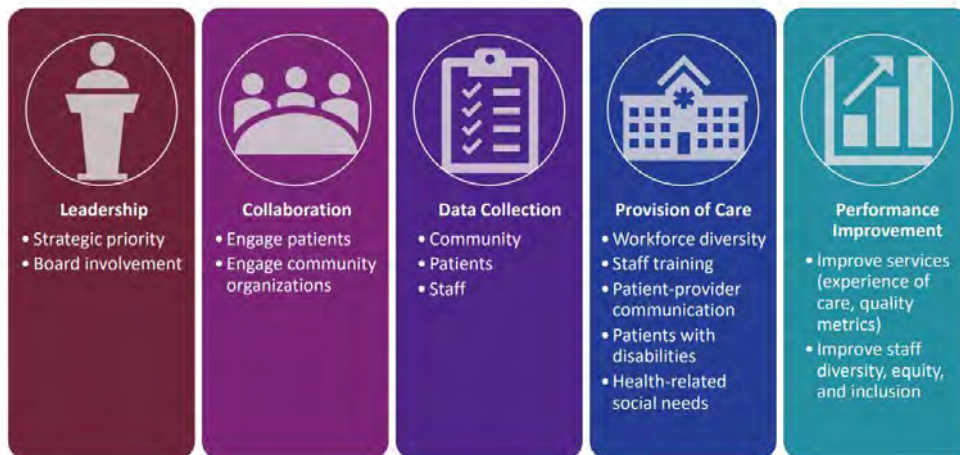 Leadership
• Strategic priority
• Board involvement
Collaboration
• Engage patients
• Engage community
organizations
Data Collection
• Community
• Patients
• Staff
Provision of Care
• Workforce diversity
• Staff training
• Patient-provider
communication
• Patients with
disabilities
• Health-related
social needs
Performance
Improvement
• Improve services
(experience of
care, quality
metrics)
• Improve staff
diversity, equity,
and inclusion